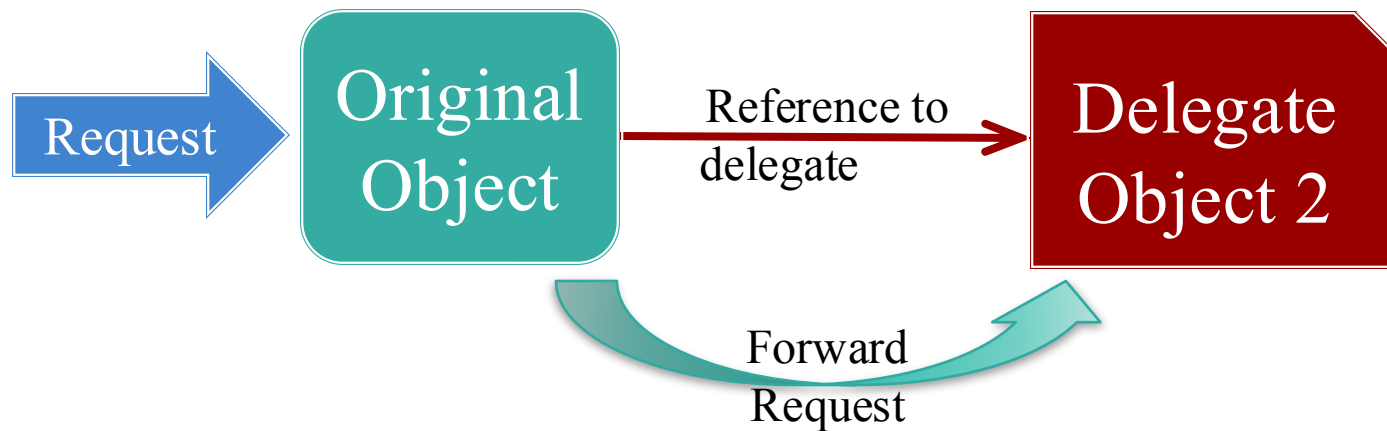 Request
Original
Object
Reference to
delegate
Delegate
Object 2
Forward
Request